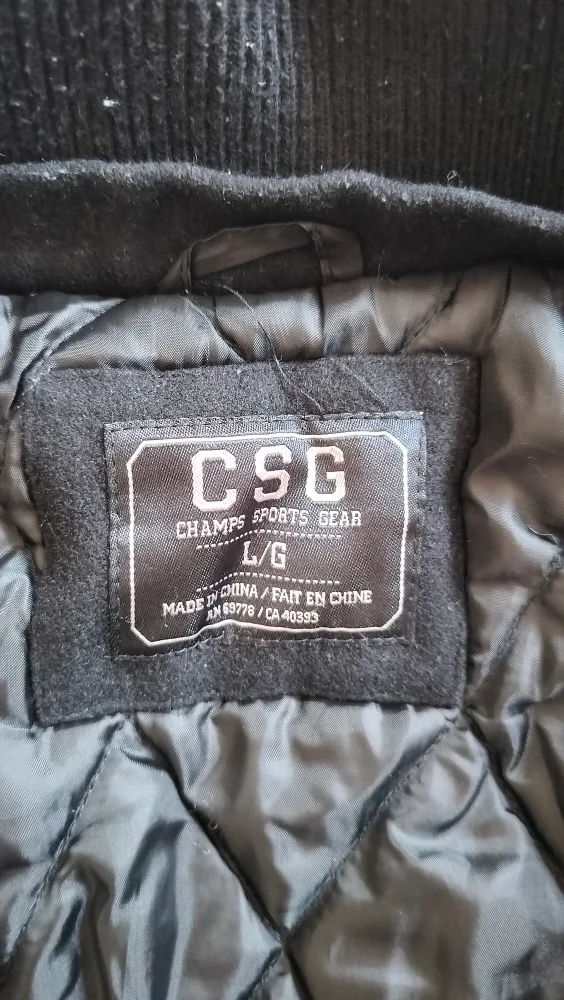 CSG
CHAMPS SPORTS GEAR
L/G
MADE IN CHINA / FAIT EN CHINE
RN 69778 / CA 40393